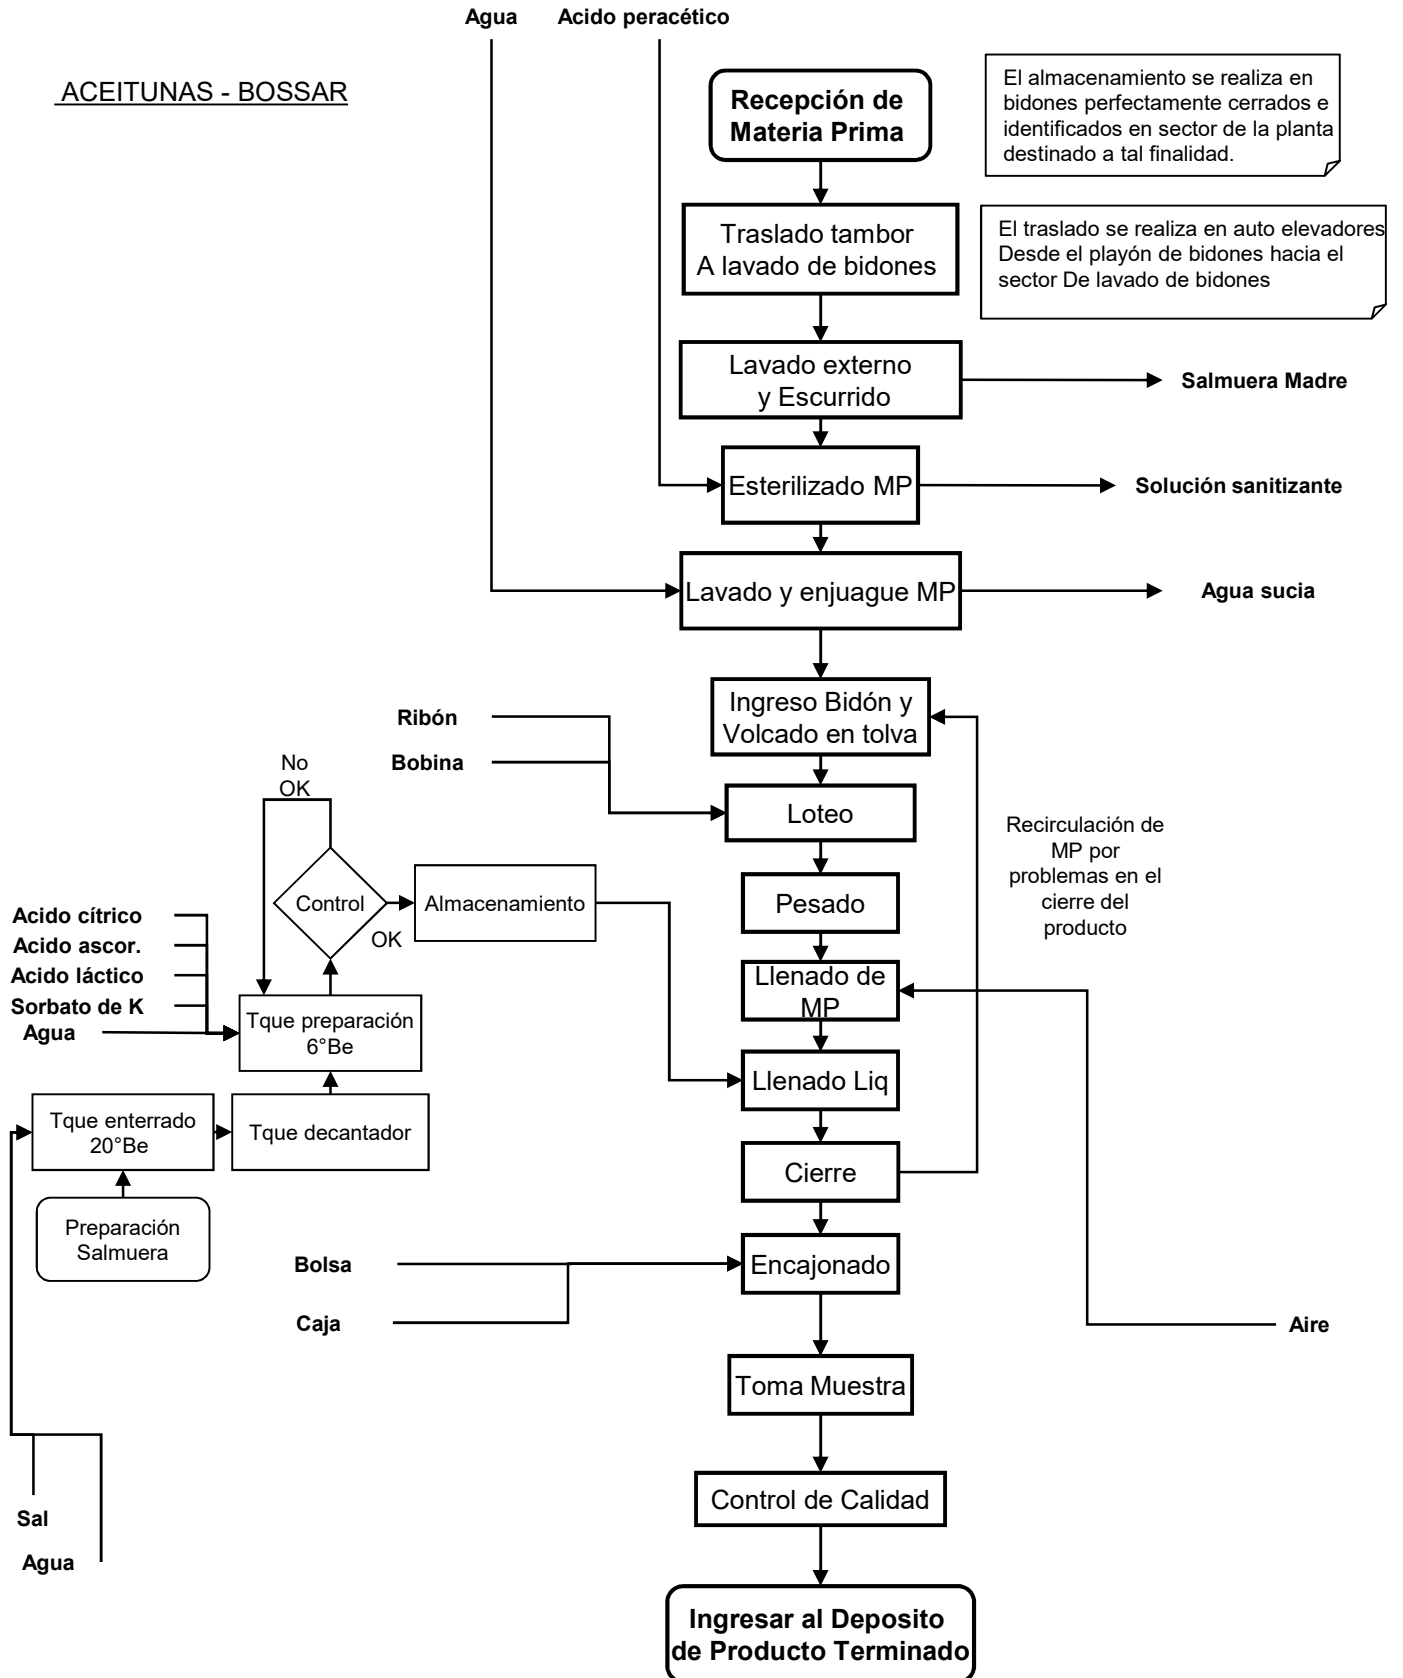 Agua
Acido peracético
ACEITUNAS - BOSSAR
Recepción de
Materia Prima
El almacenamiento se realiza en
bidones perfectamente cerrados e
identificados en sector de la planta
destinado a tal finalidad.
Traslado tambor
A lavado de bidones
El traslado se realiza en auto elevadores
Desde el playón de bidones hacia el
sector De lavado de bidones
Lavado externo
y Escurrido
Salmuera Madre
Esterilizado MP
Solución sanitizante
Lavado y enjuague MP
Agua sucia
Ingreso Bidón y
Volcado en tolva
Ribón
Bobina
No
OK
Loteo
Recirculación de
MP por
problemas en el
cierre del
producto
Control
OK
Almacenamiento
Pesado
Acido cítrico
Acido ascor.
Acido láctico
Sorbato de K
Agua
Tque preparación
6°Be
Llenado de
MP
Llenado Liq
Tque enterrado
20°Be
Tque decantador
Cierre
Preparación
Salmuera
Bolsa
Encajonado
Caja
Aire
Toma Muestra
Control de Calidad
Sal
Agua
Ingresar al Deposito
de Producto Terminado